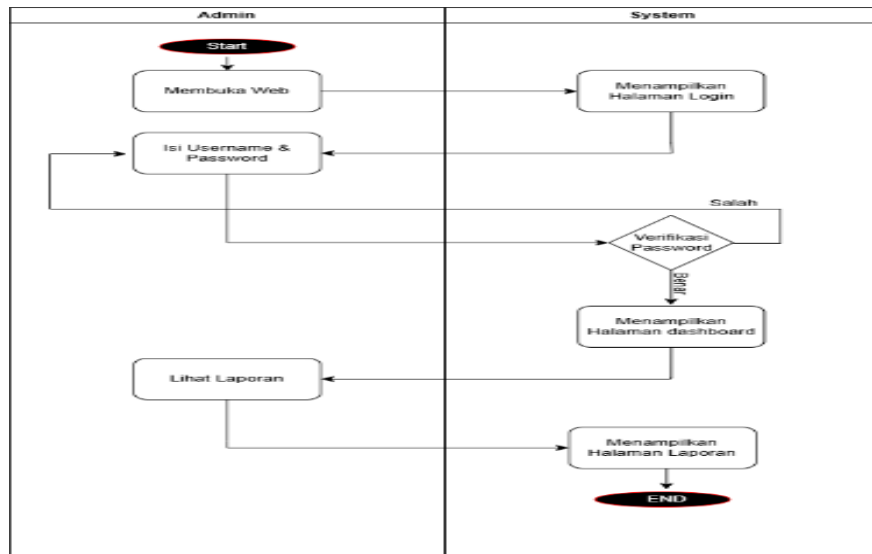 Admin
System
Start
Membuka Web
Menampilkan
Halaman Login
Isi Username &
Password
Salah
Verifikasi
Password
Benar
Menampilkan
Halaman dashboard
Lihat Laporan
Menampilkan
Halaman Laporan
END